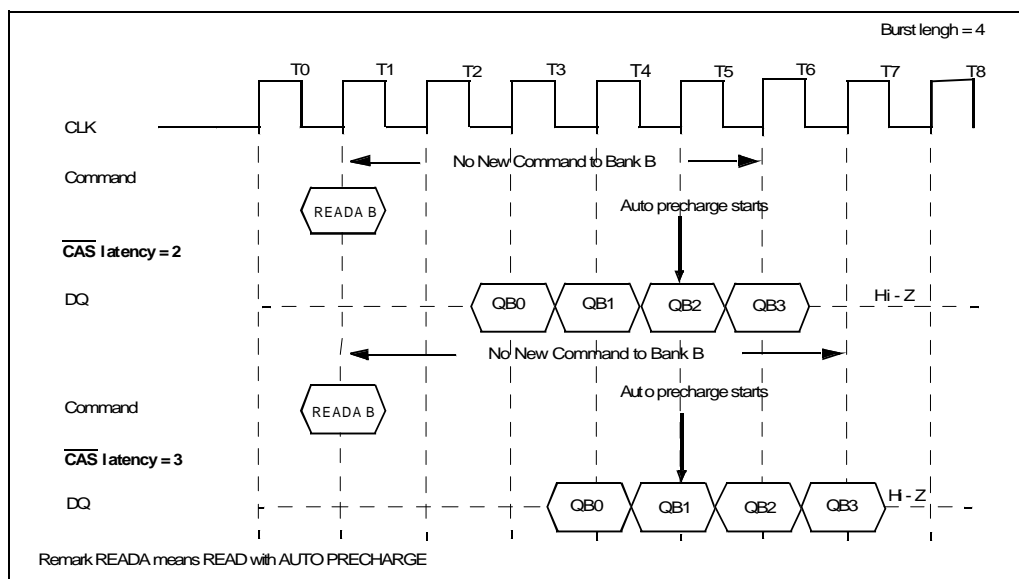 Burst lengh = 4
T0 T1 T2 T3 T4 T5 T6 T7 T8
CLK
No New Command to Bank B
Command
READA B
Auto precharge starts
CAS latency = 2
DQ
QB0 QB1 QB2 QB3
Hi - Z
No New Command to Bank B
Auto precharge starts
Command
READA B
CAS latency = 3
DQ
QB0 QB1 QB2 QB3
Hi - Z
Remark READA means READ with AUTO PRECHARGE